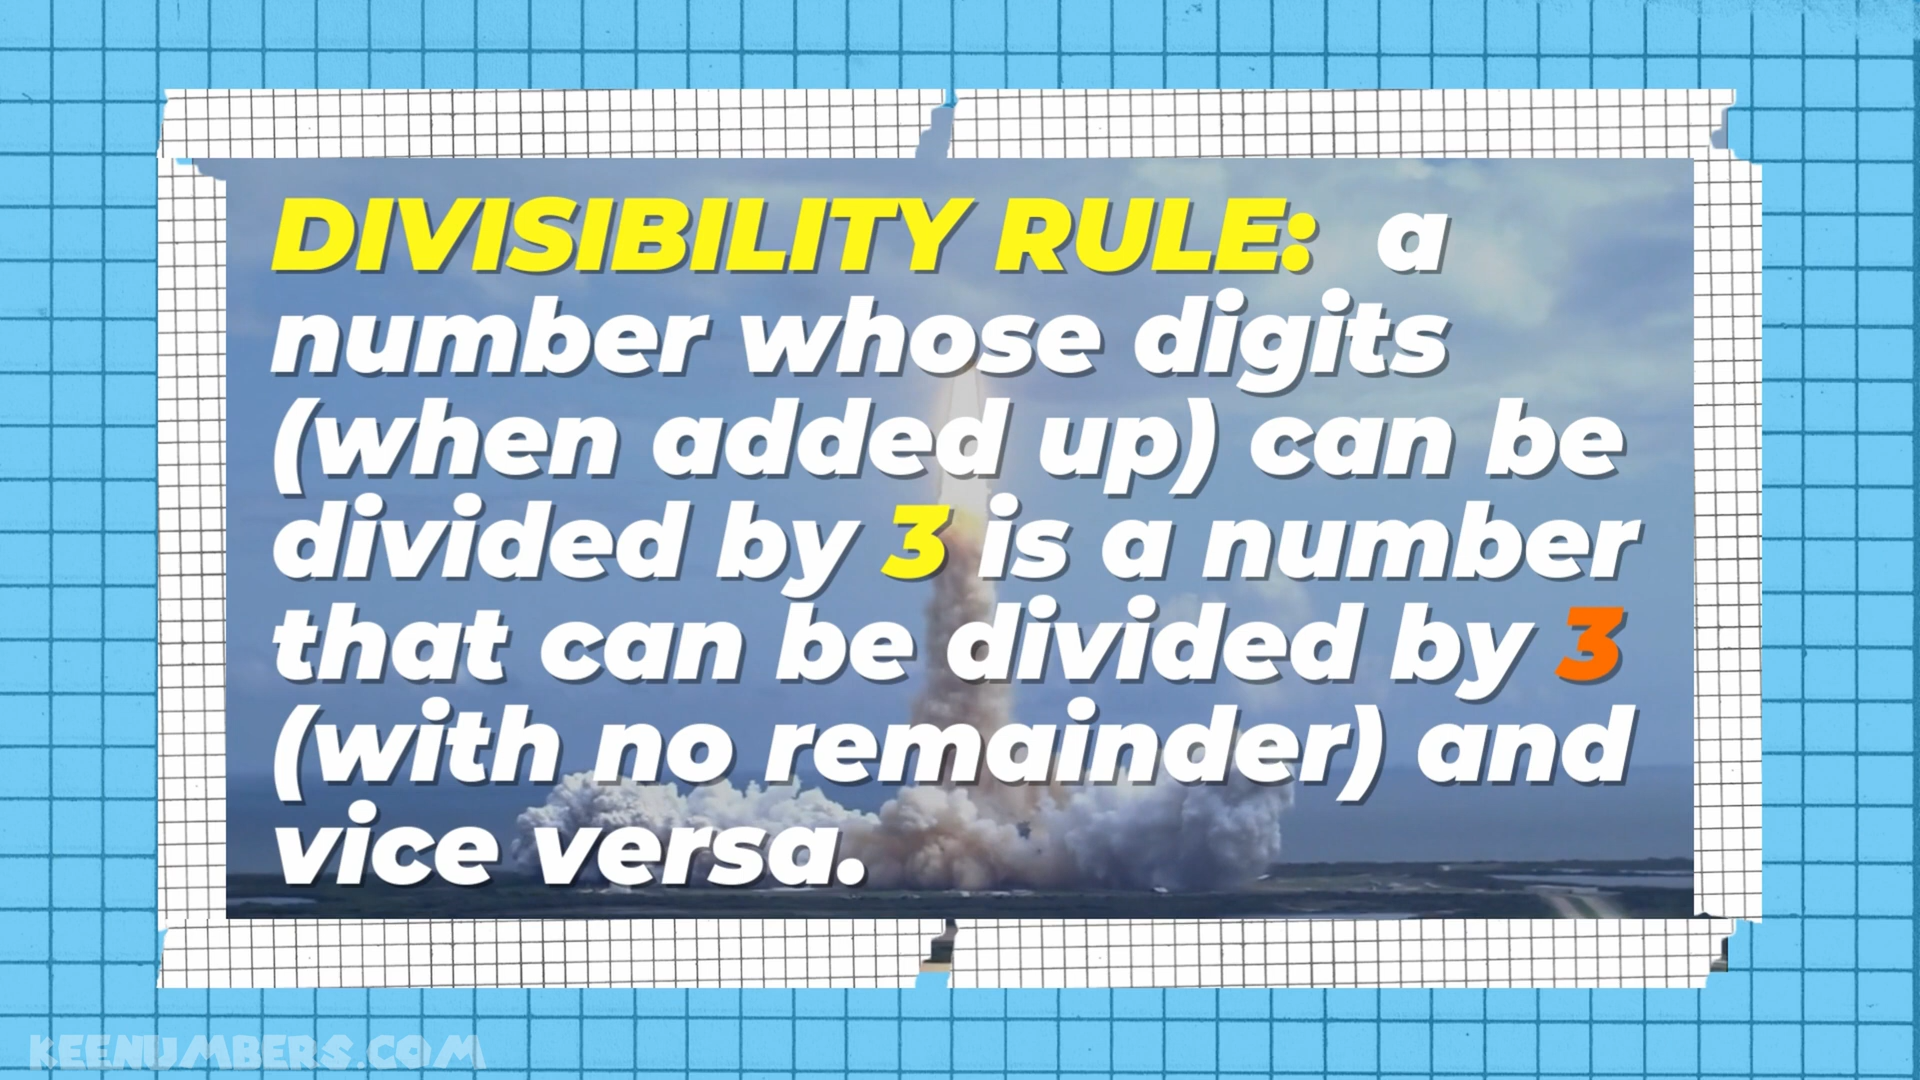 DIVISIBILITY RULE: a
number whose digits
(when added up) can be
divided by 3 is a number
that can be divided by 3
(with no remainder) and
vice versa.
KEENUMBERS.COM